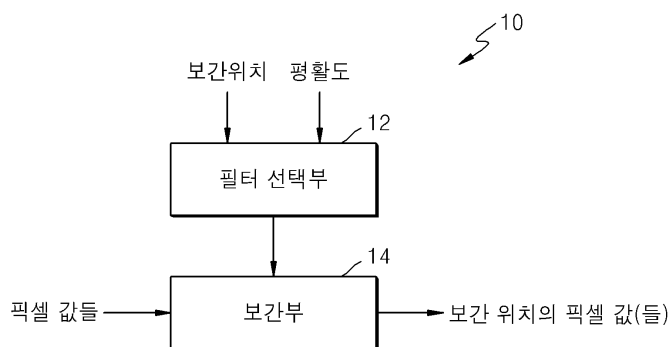 10
보간위치 평활도
12
필터 선택부
14
픽셀 값들
보간부
보간 위치의 픽셀 값(들)